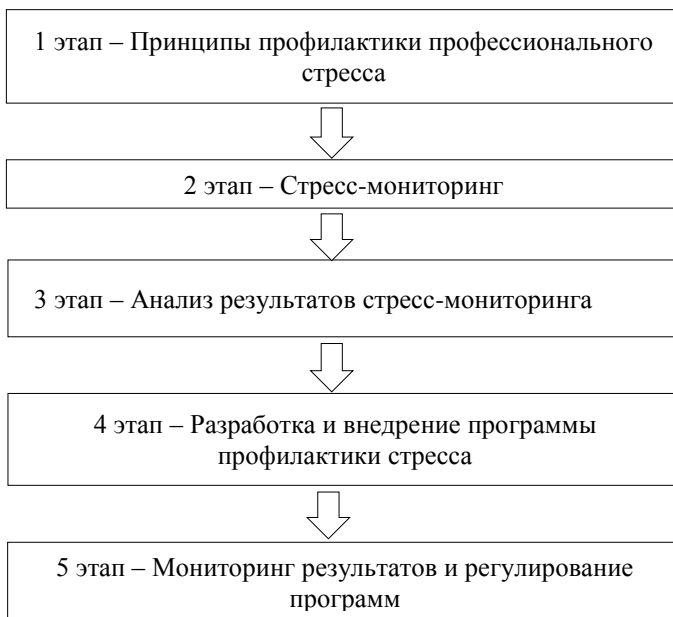 1 этап – Принципы профилактики профессионального
стресса
2 этап – Стресс-мониторинг
3 этап – Анализ результатов стресс-мониторинга
4 этап – Разработка и внедрение программы
профилактики стресса
5 этап – Мониторинг результатов и регулирование
программ